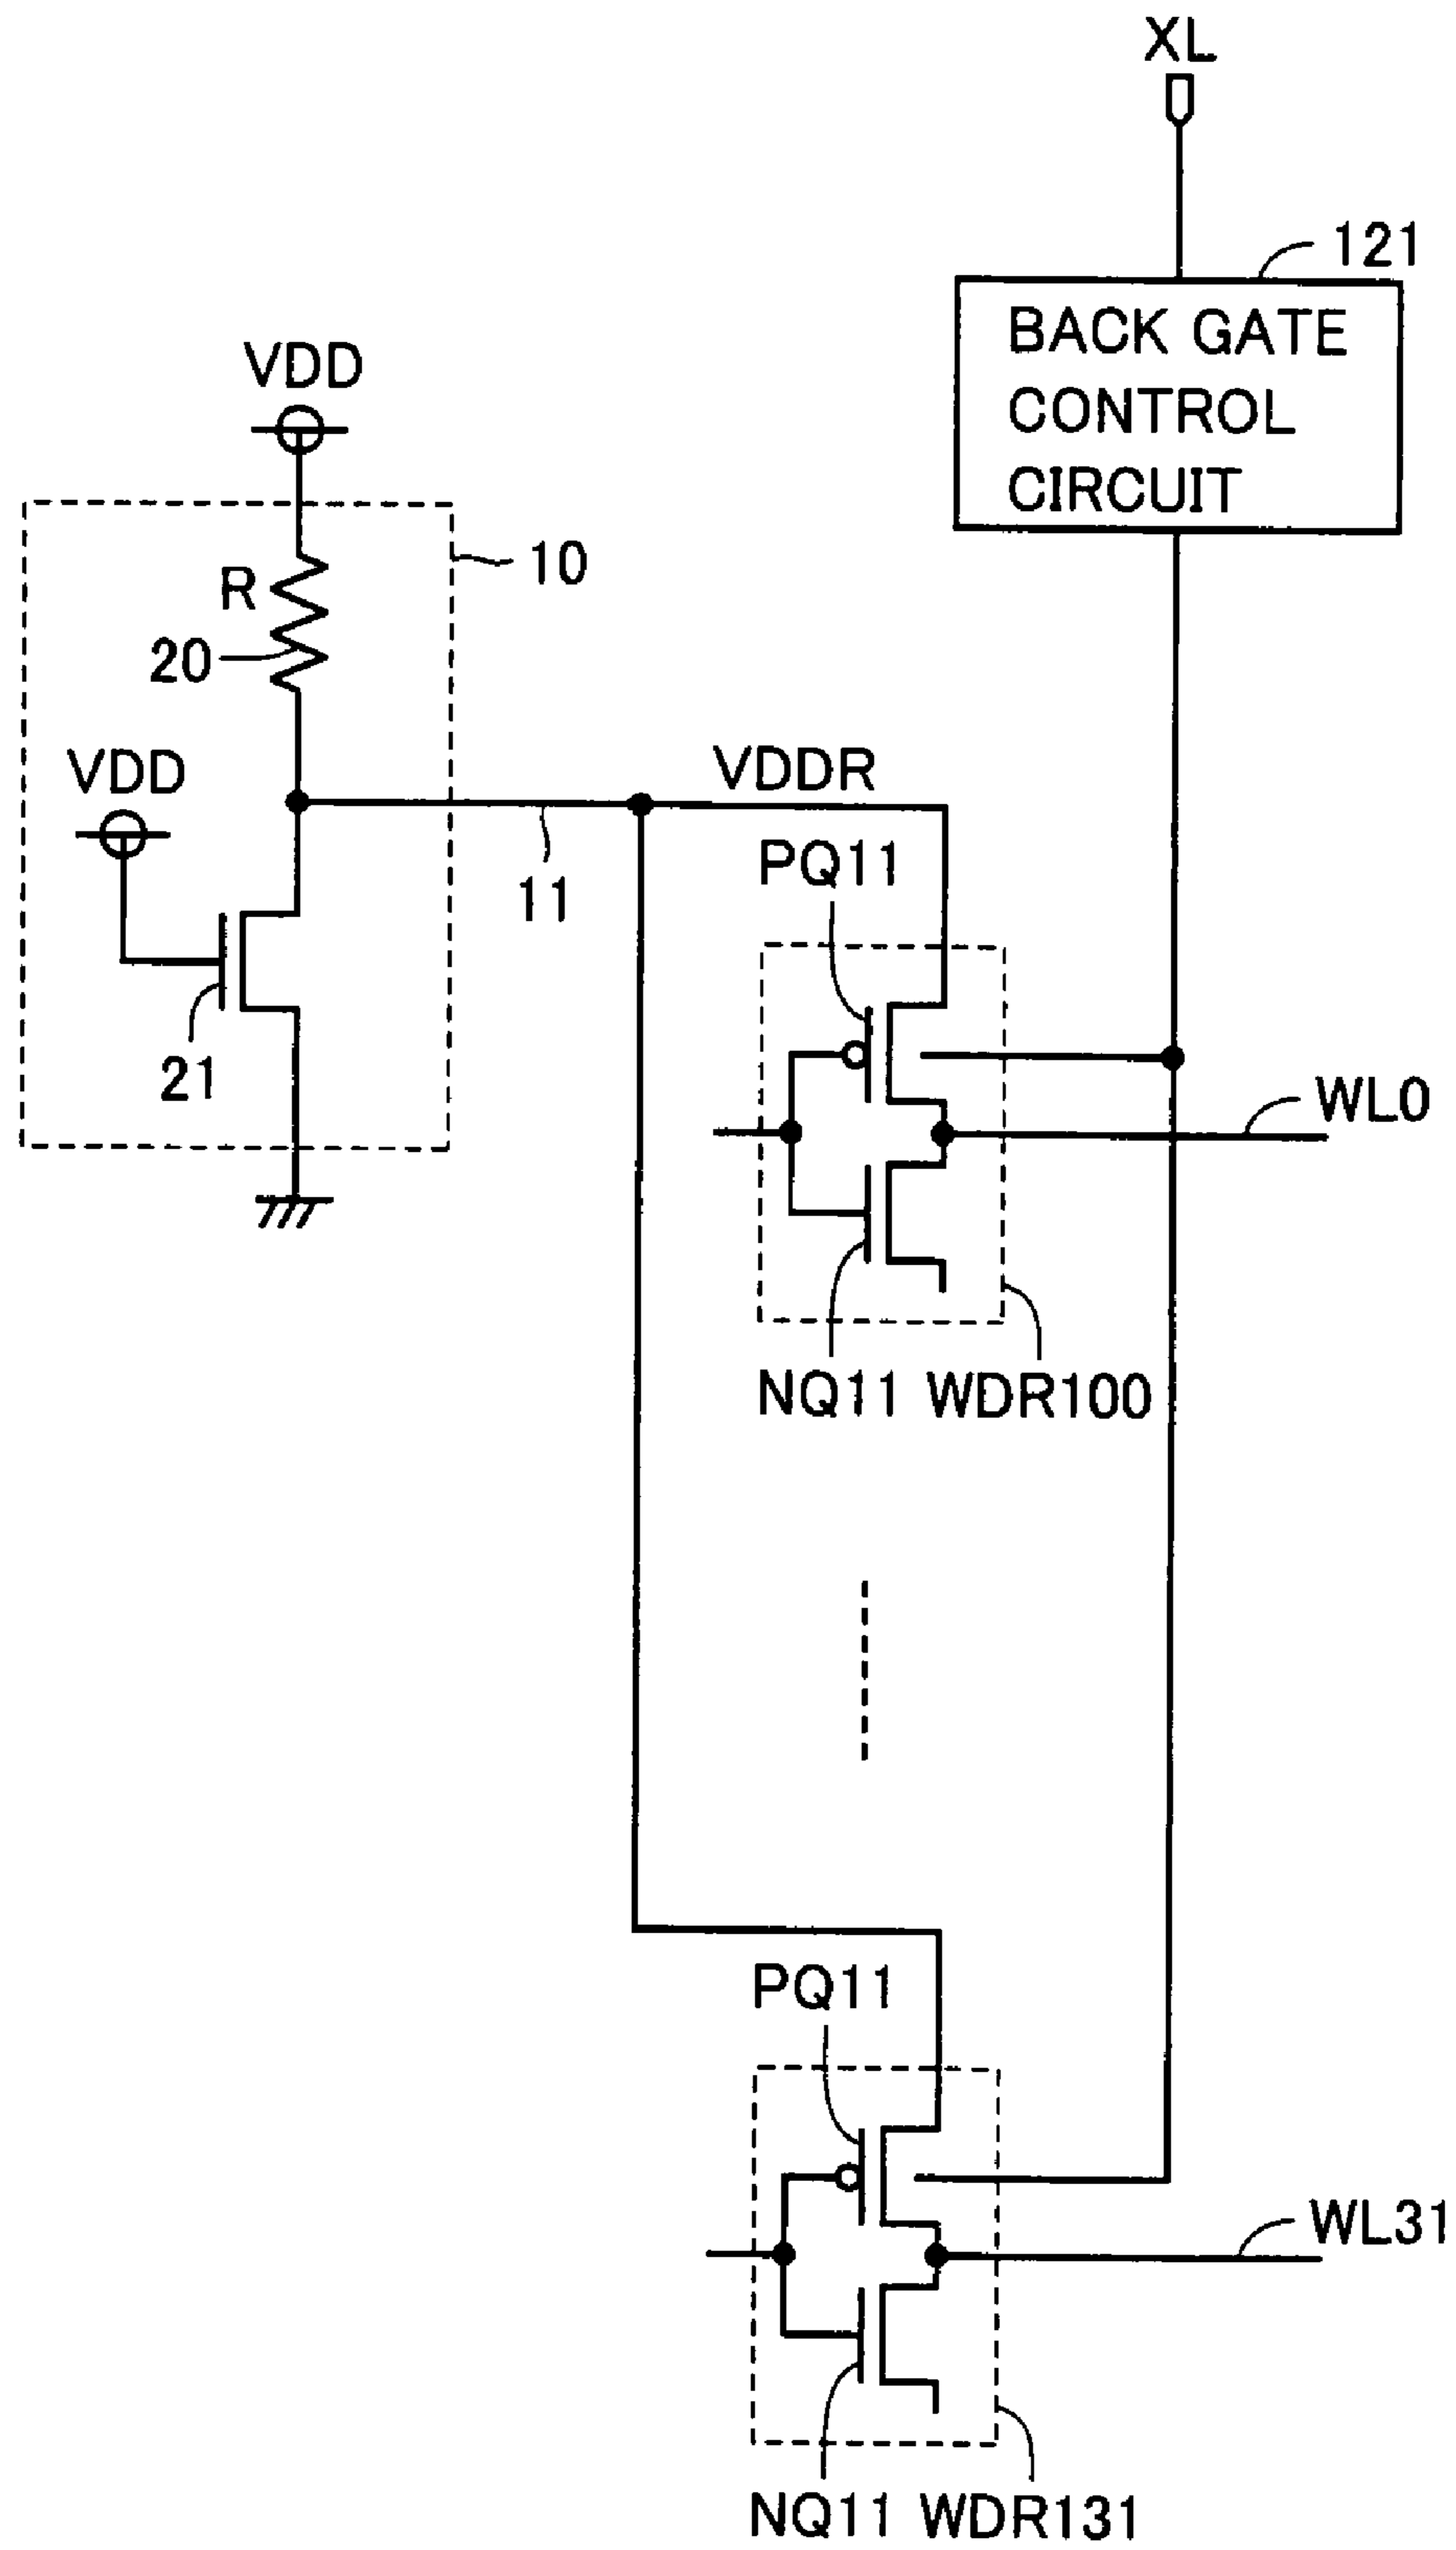 XL
121
BACK GATE
CONTROL
CIRCUIT
VDD
10
R
20
VDD
VDDR
11
PQ11
21
WL0
NQ11
WDR100
PQ11
WL31
NQ11
WDR131